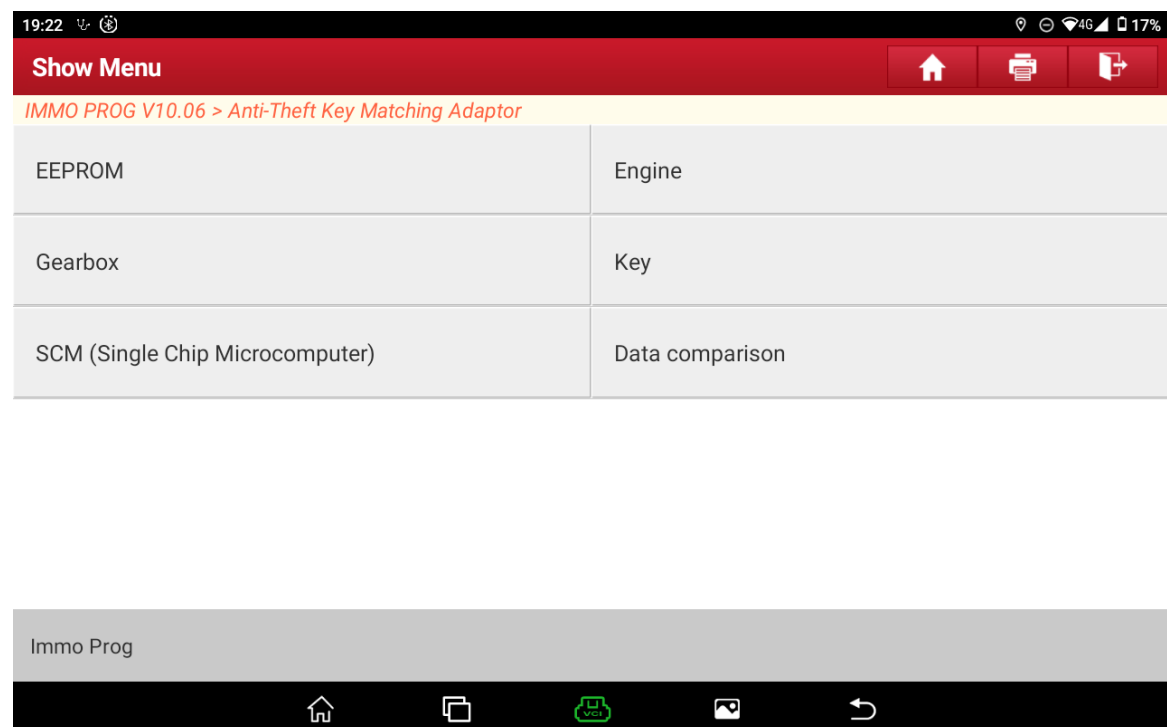 19:22 4G 17%
Show Menu
IMMO PROG V10.06 > Anti-Theft Key Matching Adaptor
EEPROM
Engine
Gearbox
Key
SCM (Single Chip Microcomputer)
Data comparison
Immo Prog
VCI